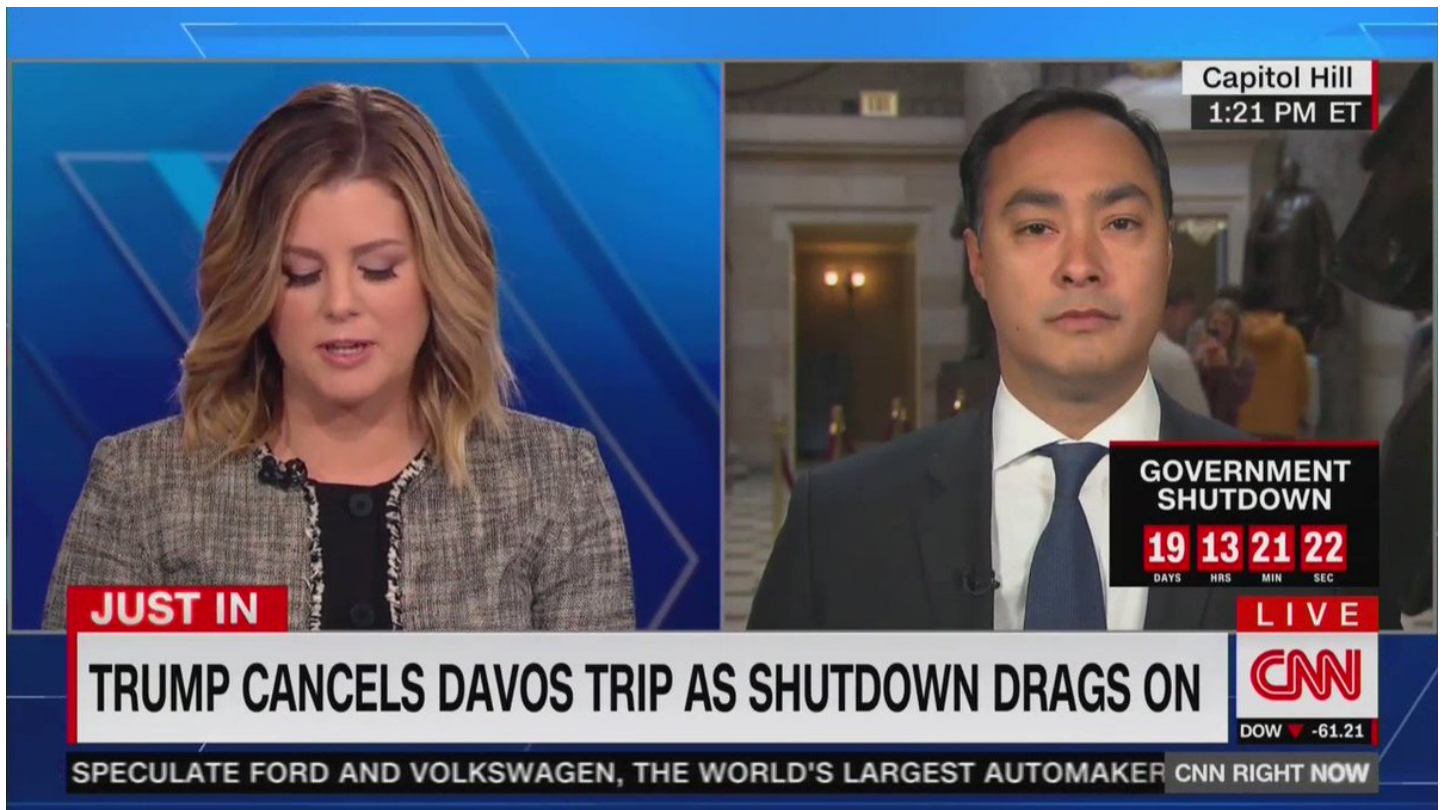 Capitol Hill
1:21 PM ET
GOVERNMENT
SHUTDOWN
19 13 21 22
DAYS HRS MIN SEC
JUST IN
LIVE
TRUMP CANCELS DAVOS TRIP AS SHUTDOWN DRAGS ON
CNN
DOW ▼ -61.21
SPECULATE FORD AND VOLKSWAGEN, THE WORLD'S LARGEST AUTOMAKER
CNN RIGHT NOW